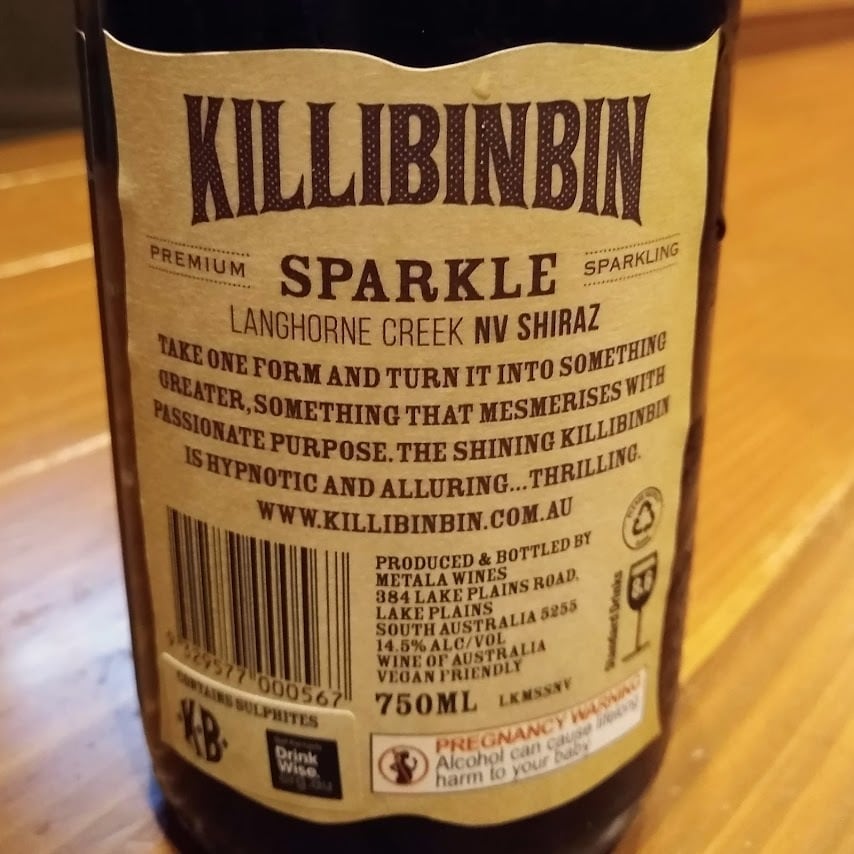 KILLIBINBIN
PREMIUM SPARKLE SPARKLING
LANGHORNE CREEK NV SHIRAZ
TAKE ONE FORM AND TURN IT INTO SOMETHING
GREATER, SOMETHING THAT MESMERISES WITH
PASSIONATE PURPOSE. THE SHINING KILLIBINBIN
IS HYPNOTIC AND ALLURING...THRILLING.
WWW.KILLIBINBIN.COM.AU
PRODUCED & BOTTLED BY
METALA WINES
384 LAKE PLAINS ROAD,
LAKE PLAINS
SOUTH AUSTRALIA 5255
14.5% ALC/VOL
WINE OF AUSTRALIA
VEGAN FRIENDLY
750ML LKMSSNV
Standard Drinks
9 329577 000567
CONTAINS SULPHITES
·K·B·
Drink
Wise.
org.au
PREGNANCY WARNING
Alcohol can cause lifelong
harm to your baby